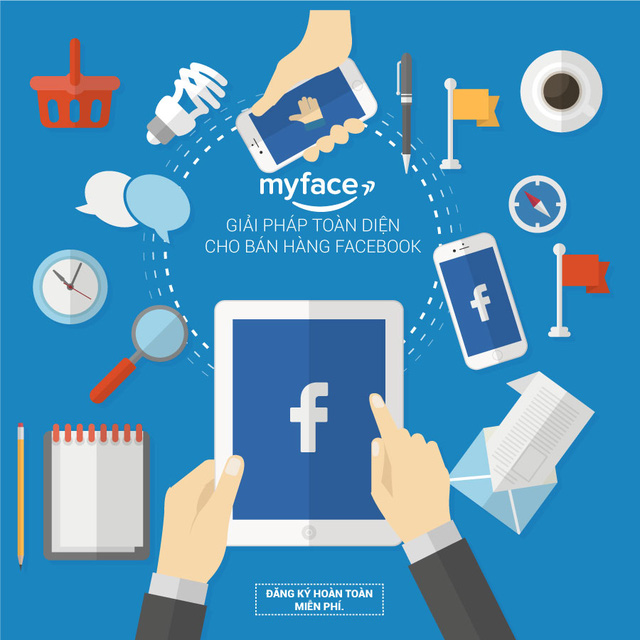 myface
GIẢI PHÁP TOÀN DIỆN
CHO BÁN HÀNG FACEBOOK
f
f
ĐĂNG KÝ HOÀN TOÀN
MIỄN PHÍ.